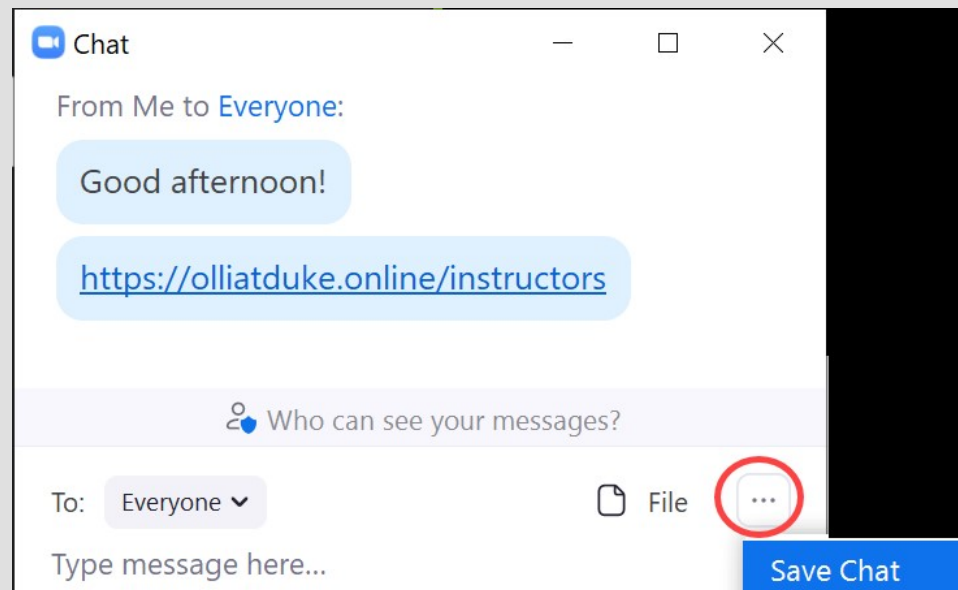 Chat
From Me to Everyone:
Good afternoon!
https://olliatduke.online/instructors
Who can see your messages?
To: Everyone File ...
Type message here...
Save Chat